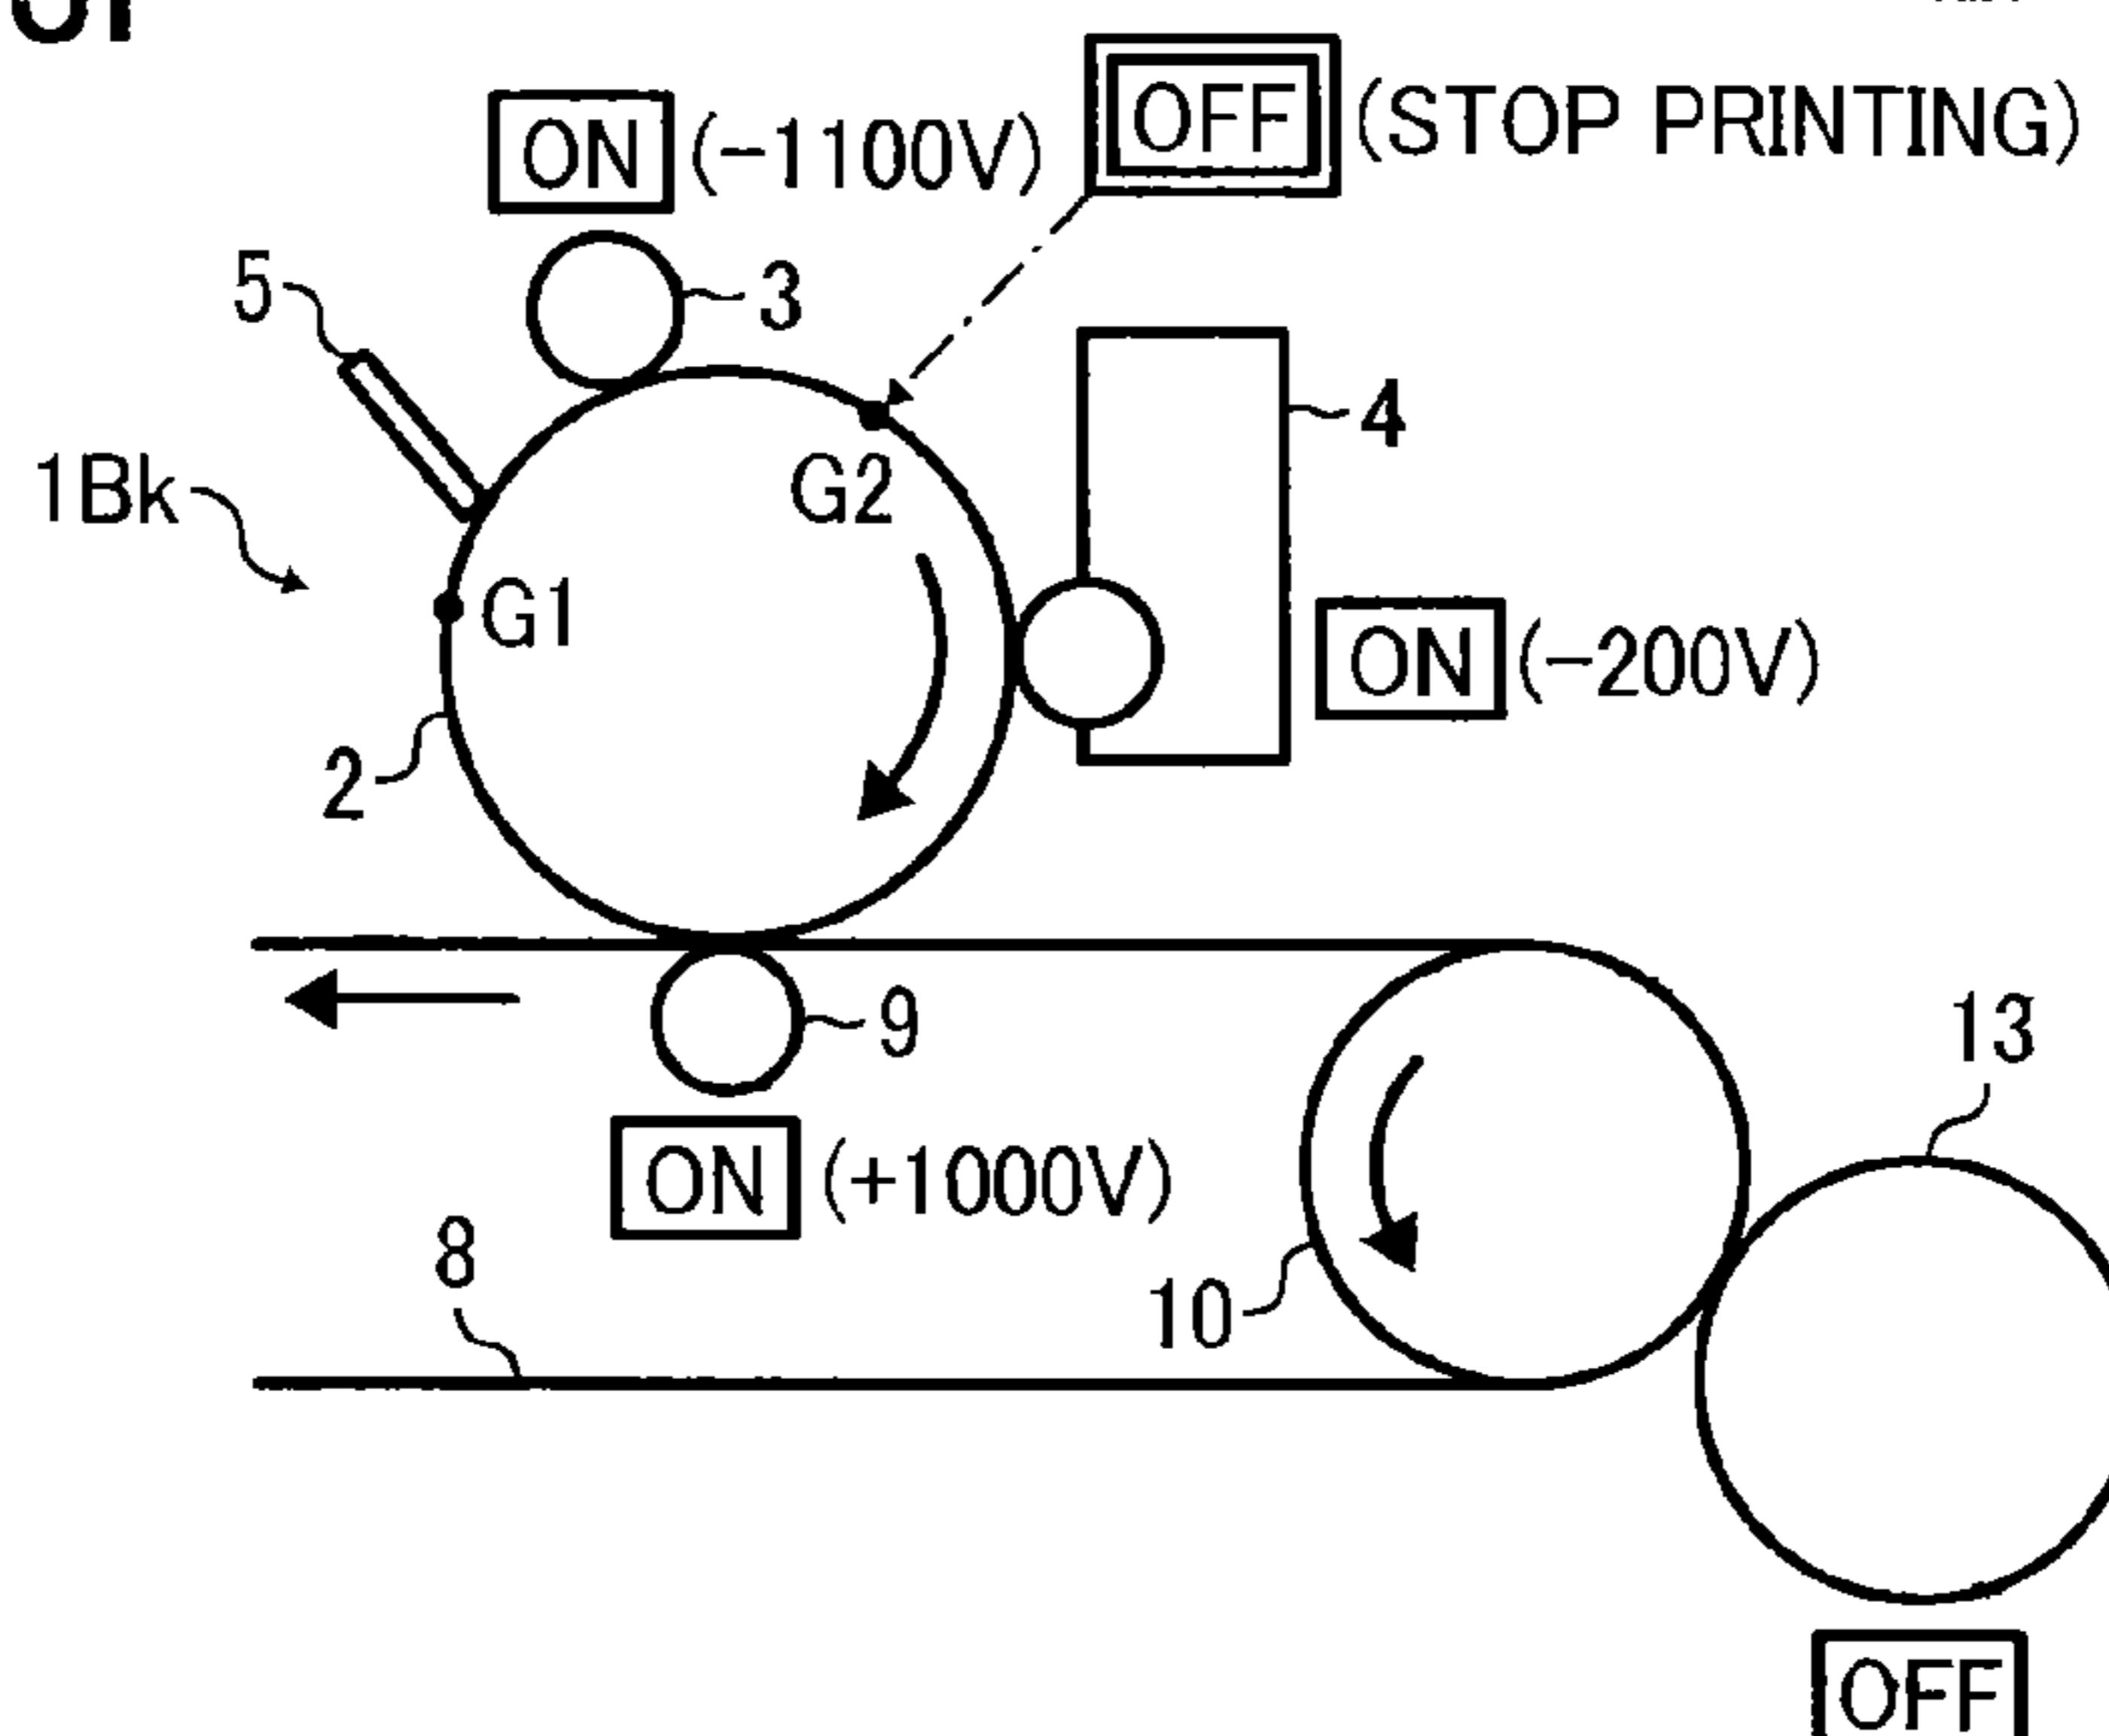 OFF (STOP PRINTING)
ON (-1100V)
5
3
4
1Bk
G2
G1
ON (-200V)
2
9
13
ON (+1000V)
8
10
OFF